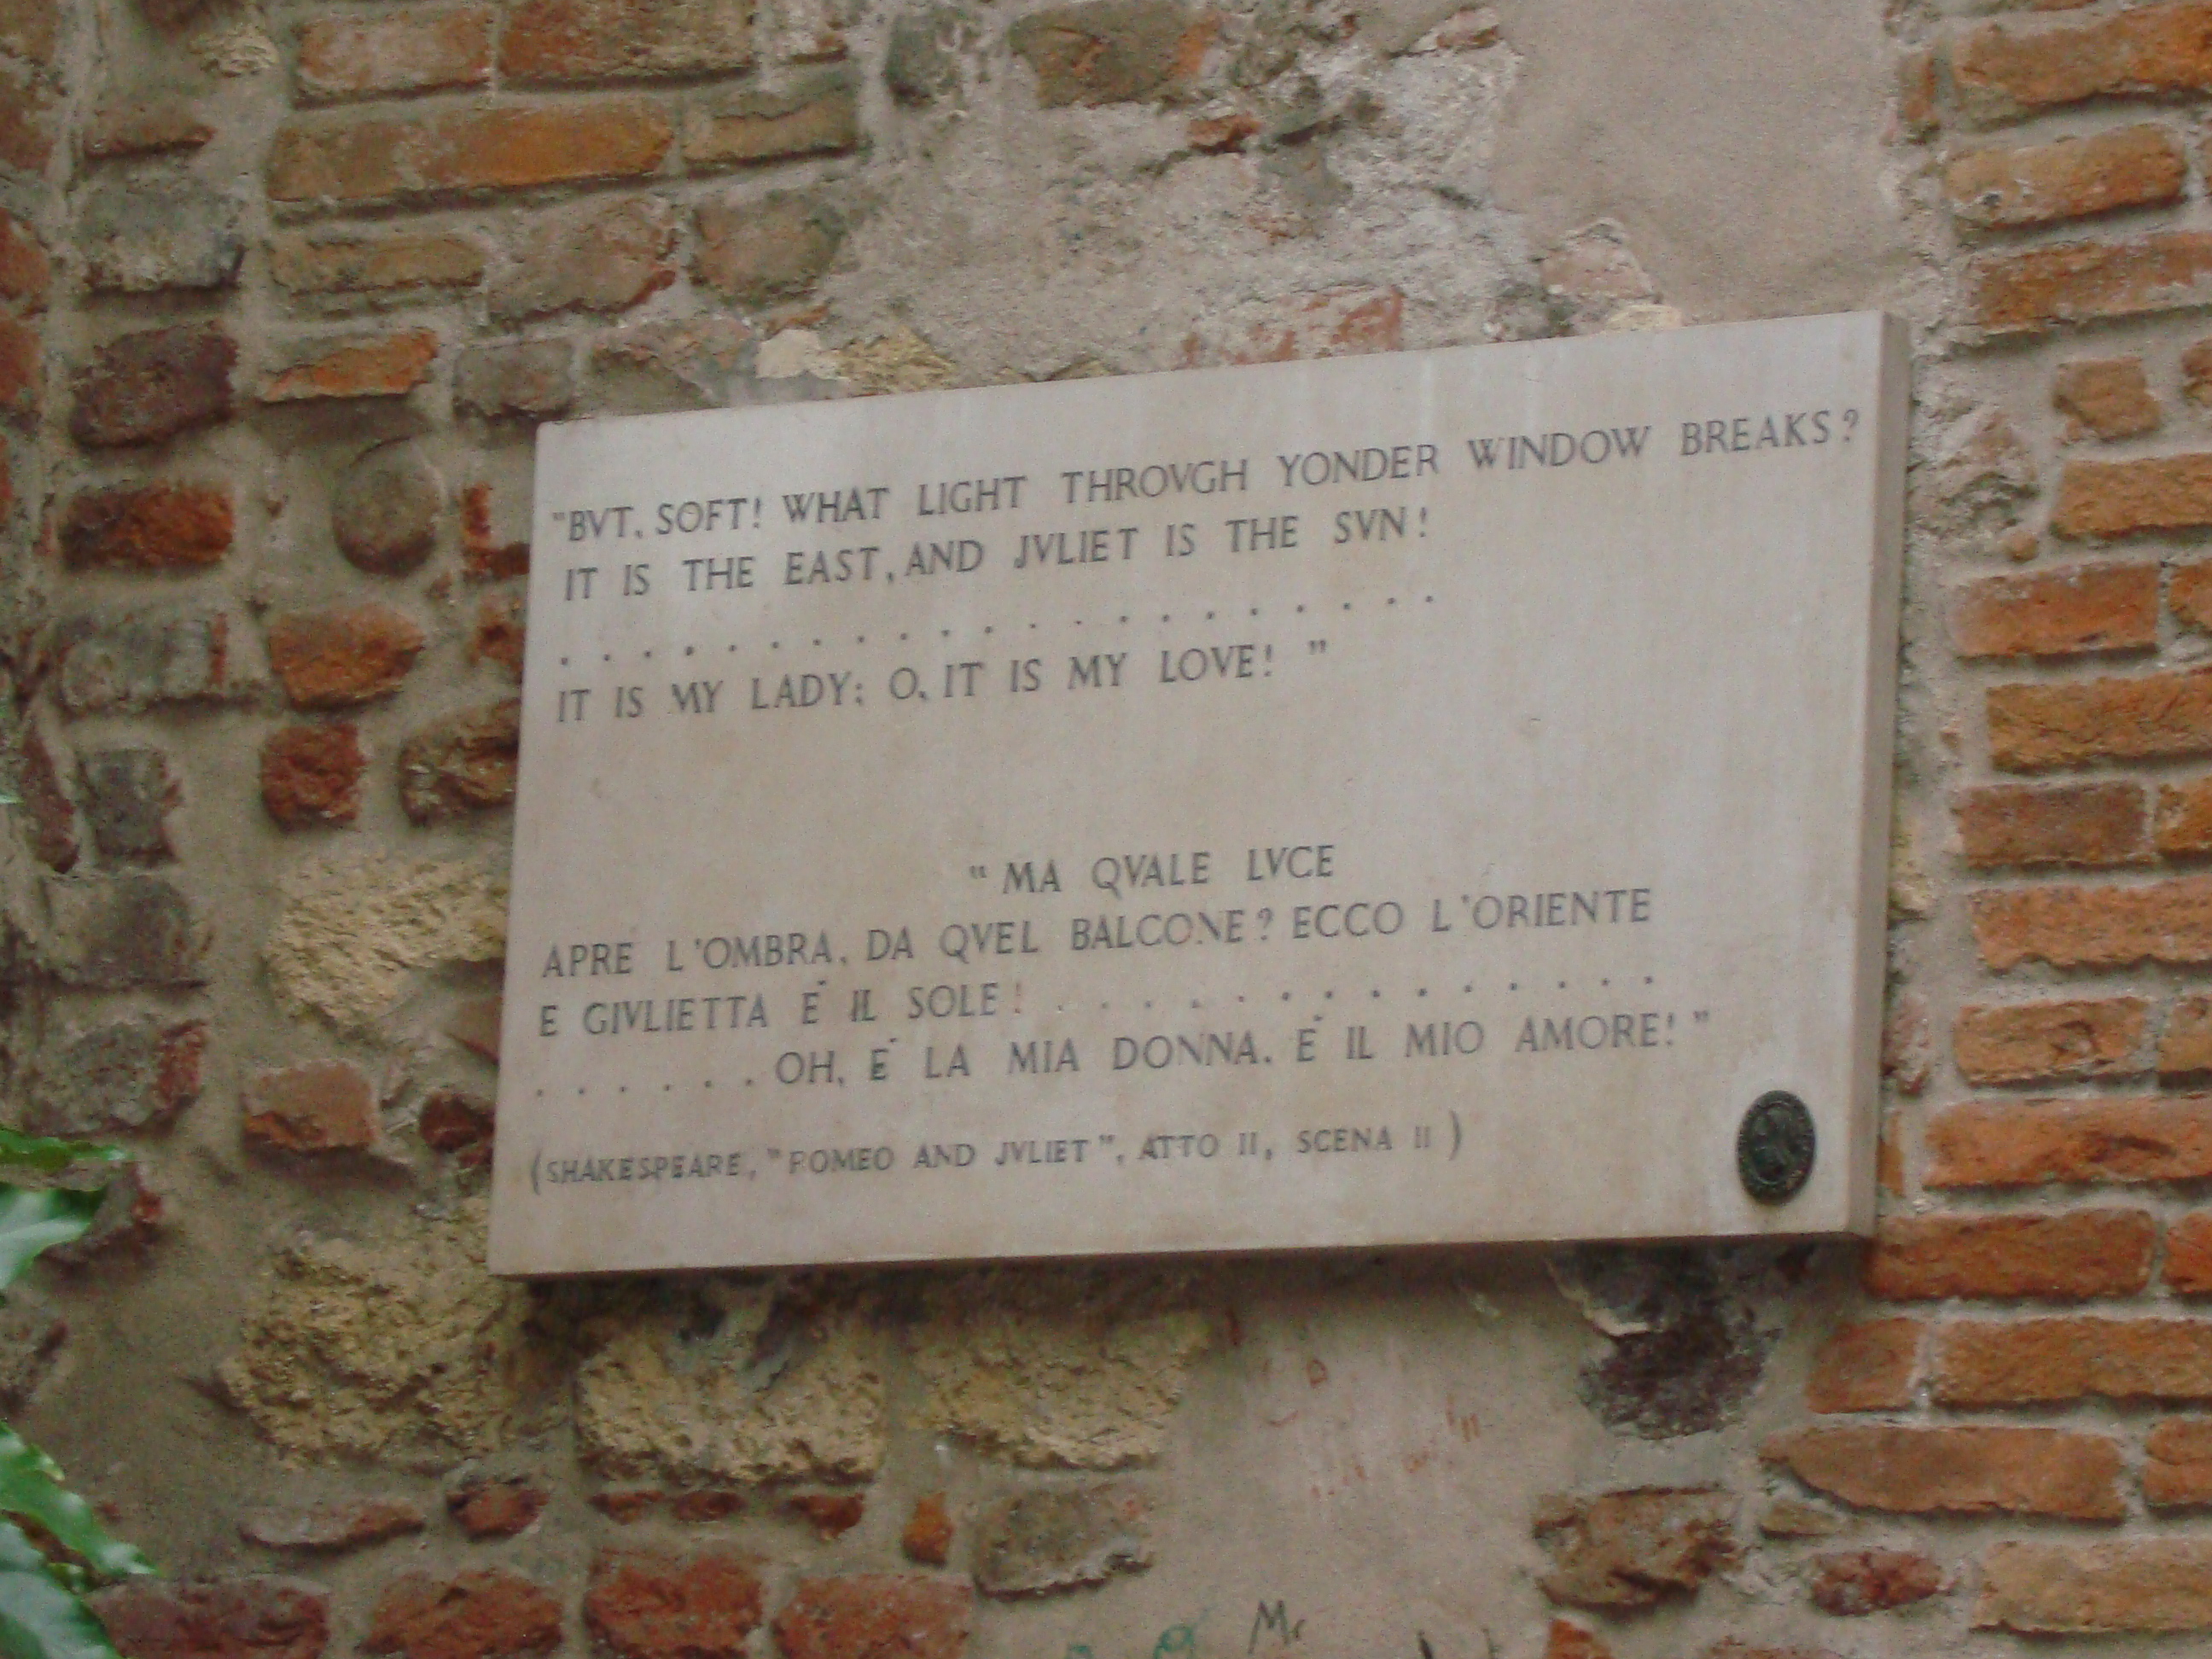 "BVT, SOFT! WHAT LIGHT THROVGH YONDER WINDOW BREAKS?
IT IS THE EAST, AND JVLIET IS THE SVN!
. . . . . . . . . . . . . . . . . . . . .
IT IS MY LADY; O, IT IS MY LOVE! "
" MA QVALE LVCE
APRE L'OMBRA, DA QVEL BALCONE? ECCO L'ORIENTE
E GIVLIETTA E' IL SOLE! . . . . . . . . . . . . . .
. . . . . . OH, E' LA MIA DONNA, E' IL MIO AMORE! "
(SHAKESPEARE, "ROMEO AND JVLIET", ATTO II, SCENA II )